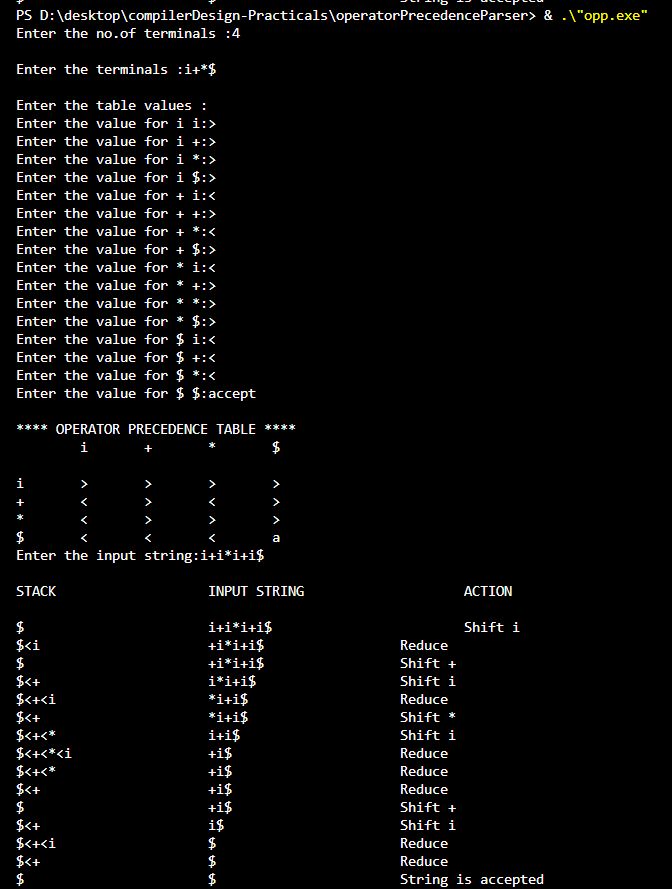 String is accepted
PS D:\desktop\compilerDesign-Practicals\operatorPrecedenceParser> & .\"opp.exe"
Enter the no.of terminals :4
Enter the terminals :i+*$
Enter the table values :
Enter the value for i i:>
Enter the value for i +:>
Enter the value for i *:>
Enter the value for i $:>
Enter the value for + i:<
Enter the value for + +:>
Enter the value for + *:<
Enter the value for + $:>
Enter the value for * i:<
Enter the value for * +:>
Enter the value for * *:>
Enter the value for * $:>
Enter the value for $ i:<
Enter the value for $ +:<
Enter the value for $ *:<
Enter the value for $ $:accept
**** OPERATOR PRECEDENCE TABLE ****
i + * $
i > > > >
+ < > < >
* < > > >
$ < < < a
Enter the input string:i+i*i+i$
STACK INPUT STRING ACTION
$ i+i*i+i$ Shift i
$<i +i*i+i$ Reduce
$ +i*i+i$ Shift +
$<+ i*i+i$ Shift i
$<+<i *i+i$ Reduce
$<+ *i+i$ Shift *
$<+<* i+i$ Shift i
$<+<*<i +i$ Reduce
$<+<* +i$ Reduce
$<+ +i$ Reduce
$ +i$ Shift +
$<+ i$ Shift i
$<+<i $ Reduce
$<+ $ Reduce
$ $ String is accepted